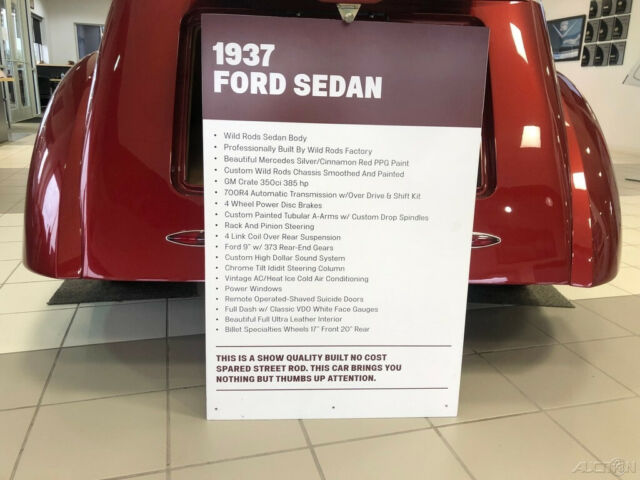 1937
FORD SEDAN
• Wild Rods Sedan Body
• Professionally Built By Wild Rods Factory
• Beautiful Mercedes Silver/Cinnamon Red PPG Paint
• Custom Wild Rods Chassis Smoothed And Painted
• GM Crate 350ci 385 hp
• 700R4 Automatic Transmission w/Over Drive & Shift Kit
• 4 Wheel Power Disc Brakes
• Custom Painted Tubular A-Arms w/ Custom Drop Spindles
• Rack And Pinion Steering
• 4 Link Coil Over Rear Suspension
• Ford 9" w/ 373 Rear-End Gears
• Custom High Dollar Sound System
• Chrome Tilt Ididit Steering Column
• Vintage AC/Heat Ice Cold Air Conditioning
• Power Windows
• Remote Operated-Shaved Suicide Doors
• Full Dash w/ Classic VDO White Face Gauges
• Beautiful Full Ultra Leather Interior
• Billet Specialties Wheels 17" Front 20" Rear
THIS IS A SHOW QUALITY BUILT NO COST
SPARED STREET ROD. THIS CAR BRINGS YOU
NOTHING BUT THUMBS UP ATTENTION.
AUCTION